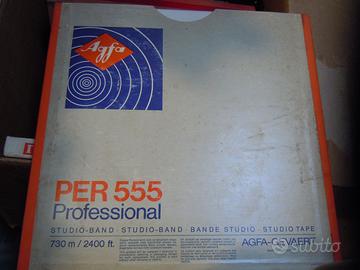 Agfa
PER 555
Professional
STUDIO-BAND · STUDIO-BAND · BANDE STUDIO · STUDIO TAPE
730 m / 2400 ft.
AGFA-GEVAERT
subito